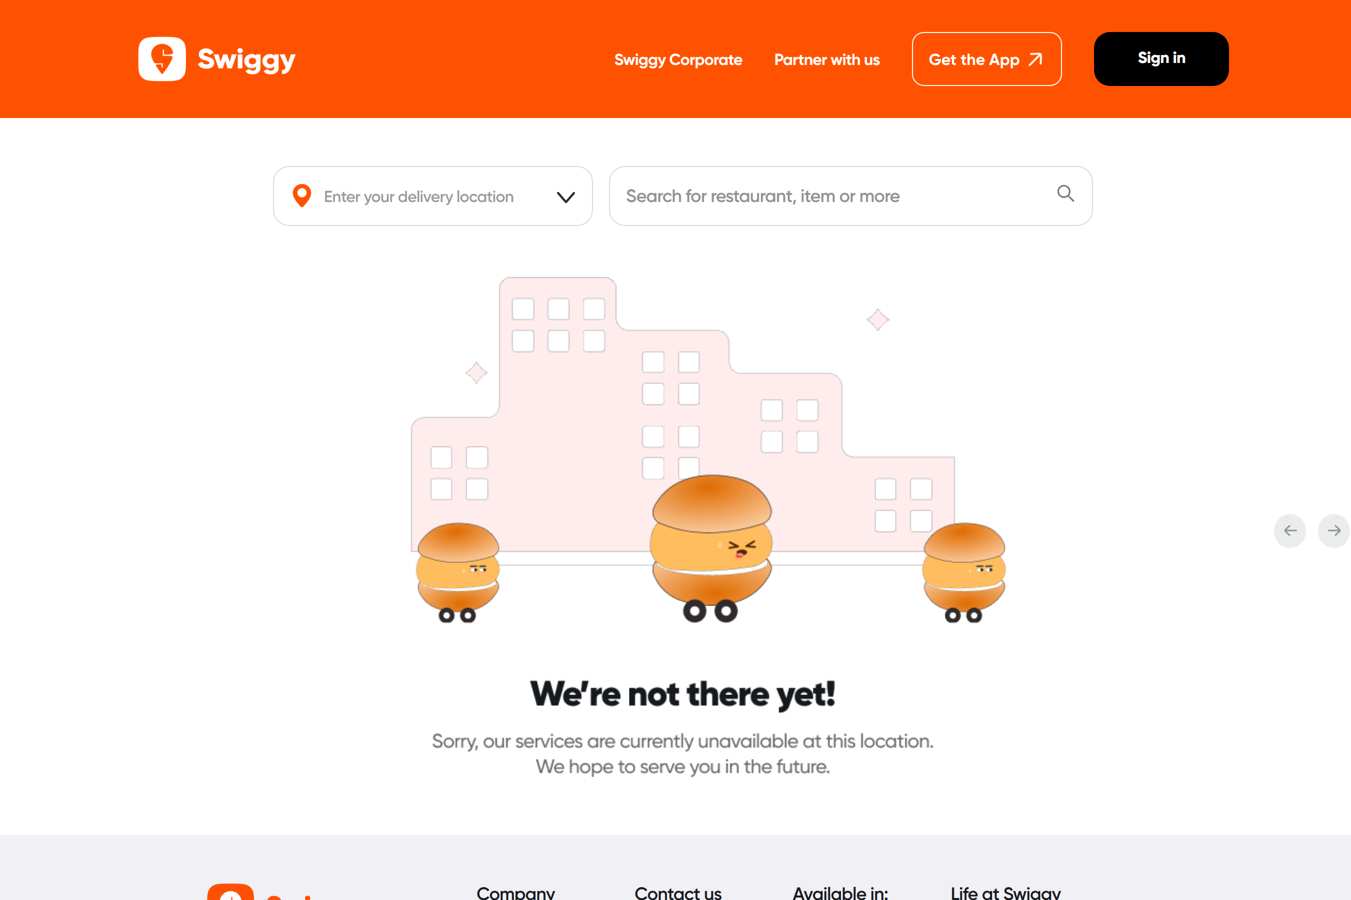 Swiggy
Swiggy Corporate
Partner with us
Get the App
Sign in
Enter your delivery location
Search for restaurant, item or more
We're not there yet!
Sorry, our services are currently unavailable at this location.
We hope to serve you in the future.
Company
Contact us
Available in:
Life at Swiggy